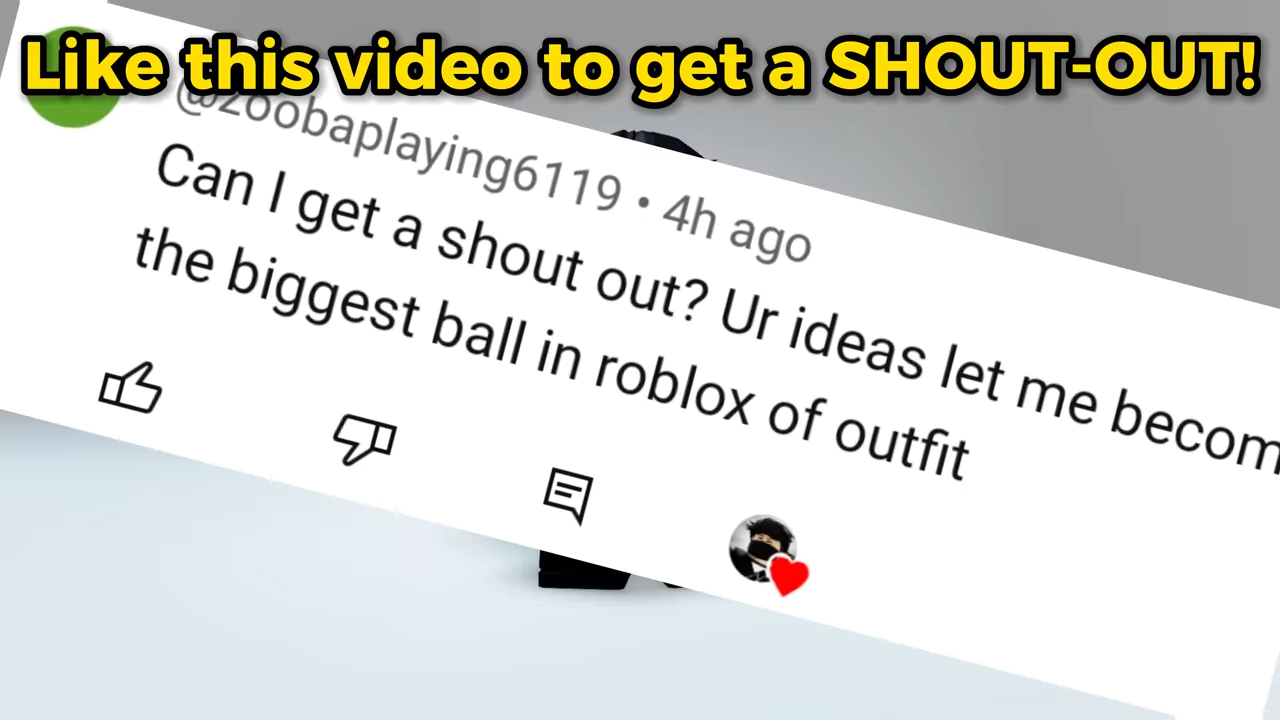 Like this video to get a SHOUT-OUT!
@zoobaplaying6119 • 4h ago
Can I get a shout out? Ur ideas let me becom
the biggest ball in roblox of outfit